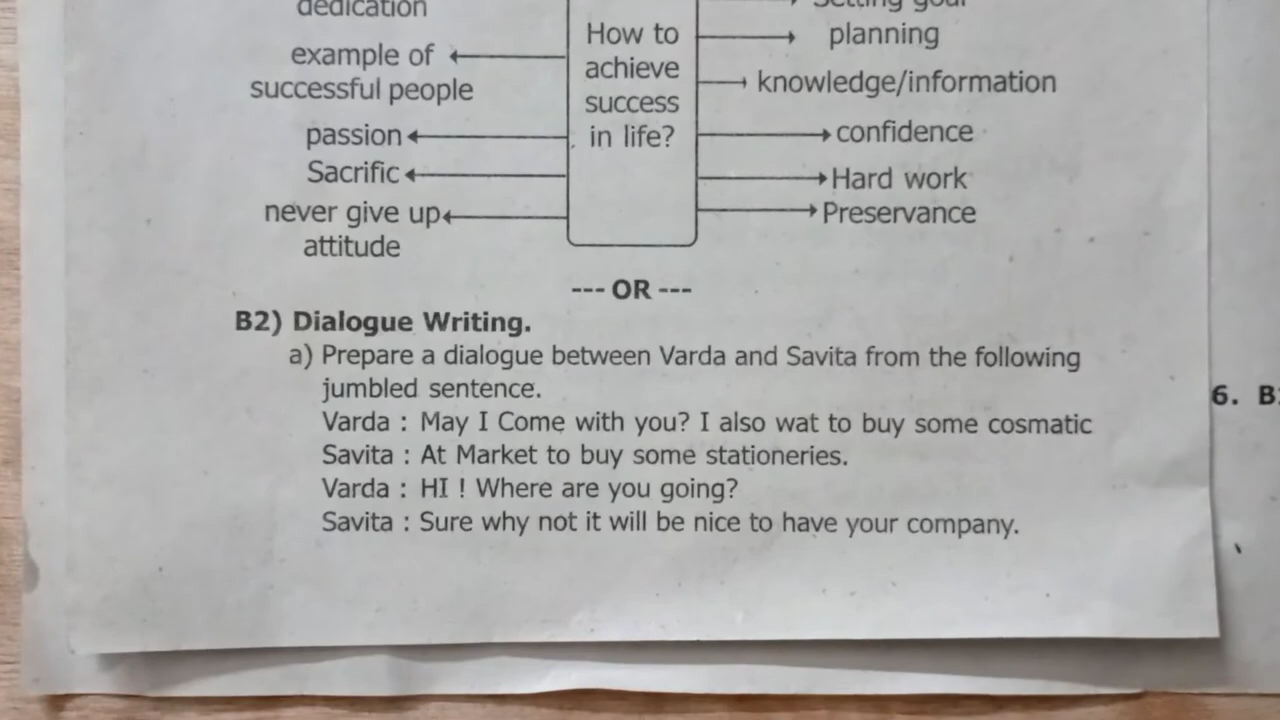 dedication
Setting goal
example of
successful people
How to
achieve
success
in life?
planning
knowledge/information
passion
confidence
Sacrific
Hard work
never give up
attitude
Preservance
--- OR ---
B2) Dialogue Writing.
a) Prepare a dialogue between Varda and Savita from the following
jumbled sentence.
Varda : May I Come with you? I also wat to buy some cosmatic
Savita : At Market to buy some stationeries.
Varda : HI ! Where are you going?
Savita : Sure why not it will be nice to have your company.
6. B